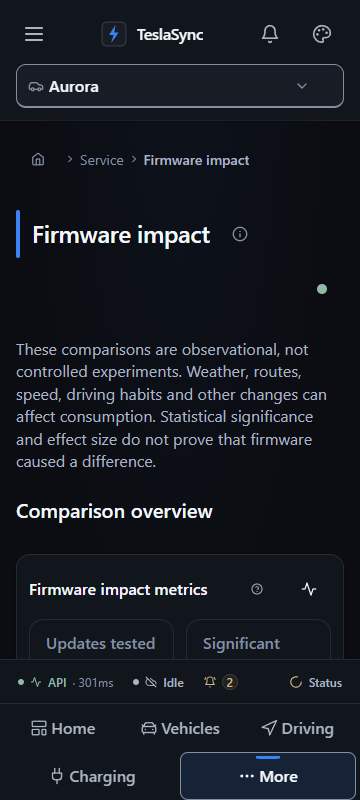 TeslaSync
Aurora
Service
Firmware impact
Firmware impact
These comparisons are observational, not
controlled experiments. Weather, routes,
speed, driving habits and other changes can
affect consumption. Statistical significance
and effect size do not prove that firmware
caused a difference.
Comparison overview
Firmware impact metrics
Updates tested
Significant
API · 301ms
Idle
2
Status
Home
Vehicles
Driving
Charging
More